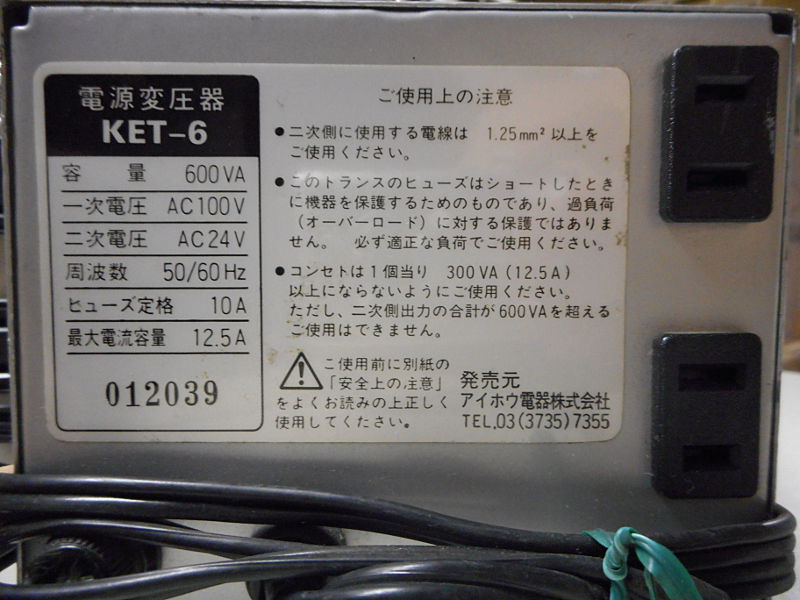 電源変圧器
KET-6
容量 600VA
一次電圧 AC100V
二次電圧 AC24V
周波数 50/60Hz
ヒューズ定格 10A
最大電流容量 12.5A
012039
ご使用上の注意
●二次側に使用する電線は 1.25mm²以上を
ご使用ください。
●このトランスのヒューズはショートしたとき
に機器を保護するためのものであり、過負荷
(オーバーロード)に対する保護ではありま
せん。 必ず適正な負荷でご使用ください。
●コンセトは1個当り 300VA(12.5A)
以上にならないようにご使用ください。
ただし、二次側出力の合計が600VAを超える
ご使用はできません。
ご使用前に別紙の
「安全上の注意」
をよくお読みの上正しく
使用してください。
発売元
アイホウ電器株式会社
TEL.03(3735)7355